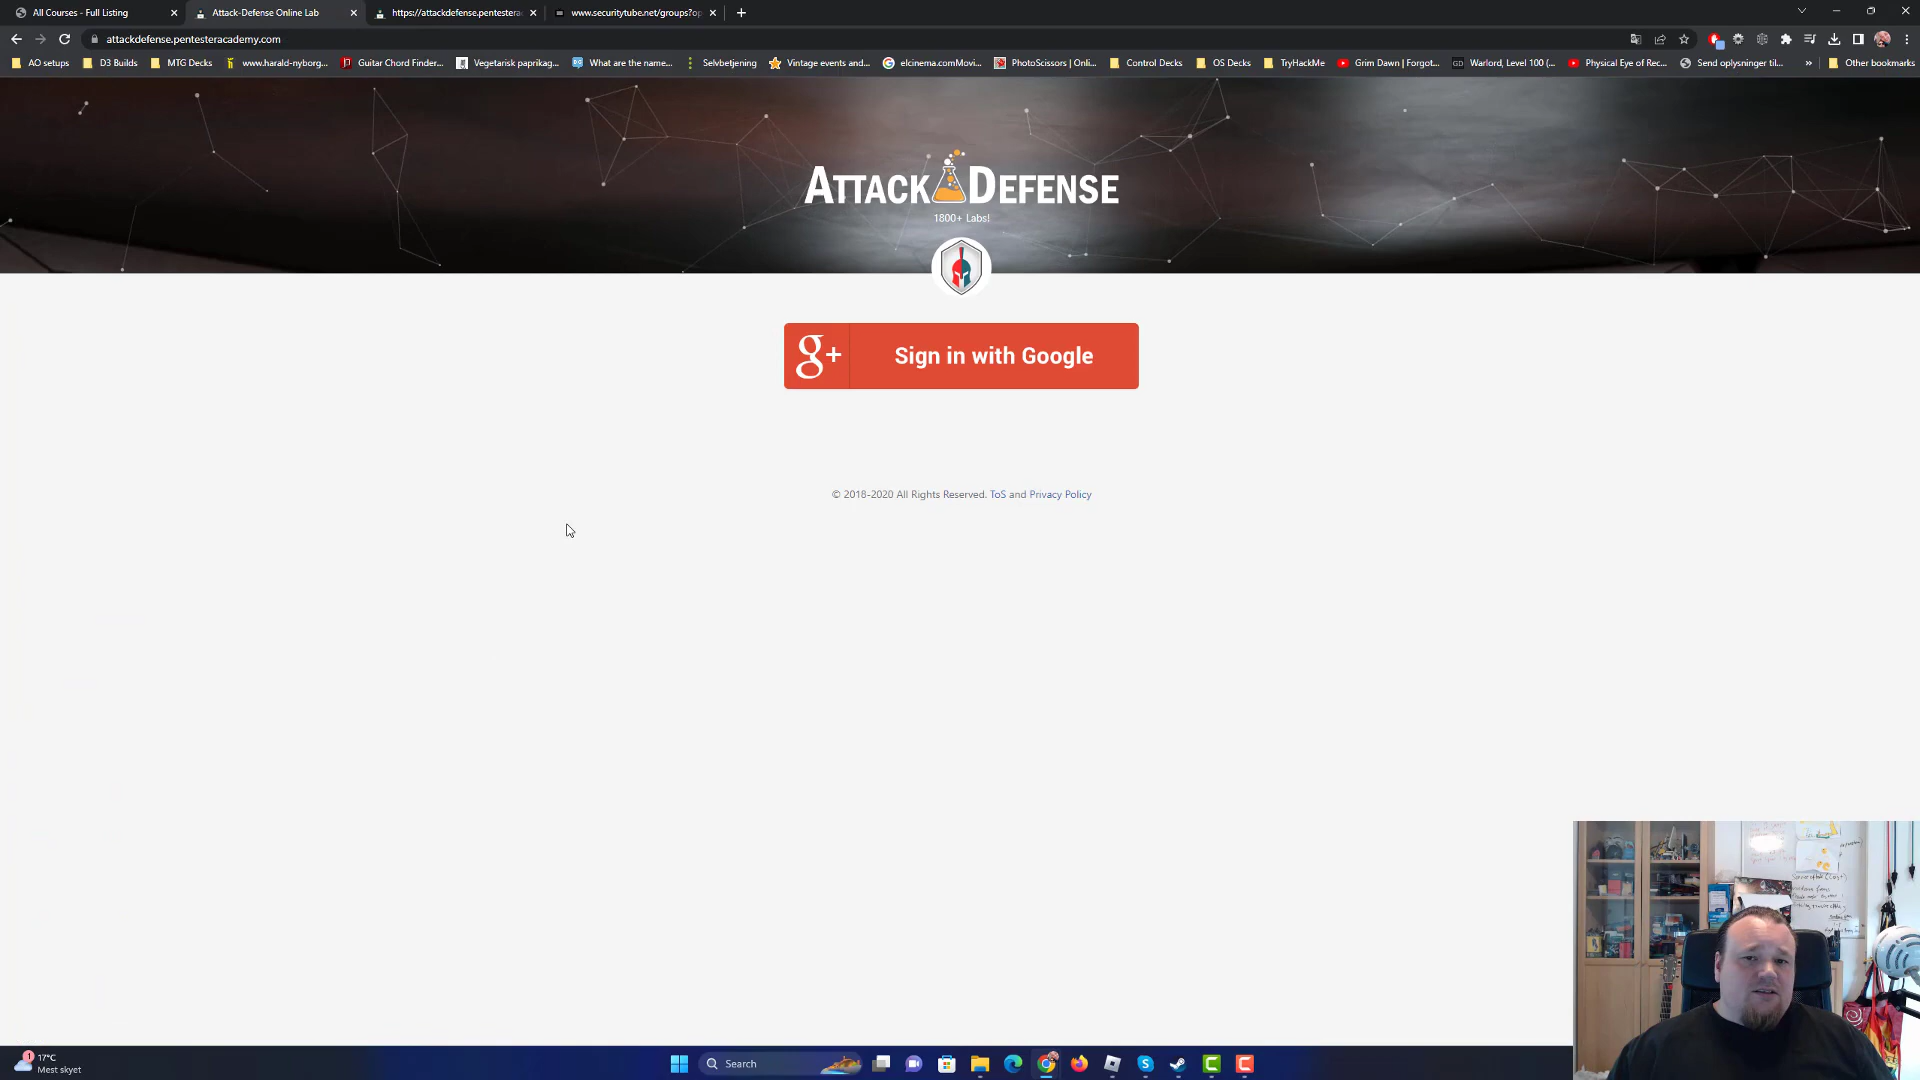 All Courses - Full Listing
Attack-Defense Online Lab
https://attackdefense.pentestera
www.securitytube.net/groups?op
attackdefense.pentesteracademy.com
AO setups
D3 Builds
MTG Decks
www.harald-nyborg...
Guitar Chord Finder...
Vegetarisk paprikag...
What are the name...
Selvbetjening
Vintage events and...
elcinema.comMovi...
PhotoScissors | Onli...
Control Decks
OS Decks
TryHackMe
Grim Dawn | Forgot...
Warlord, Level 100 (...
Physical Eye of Rec...
Send oplysninger til...
»
Other bookmarks
ATTACK DEFENSE
1800+ Labs!
g+ Sign in with Google
© 2018-2020 All Rights Reserved. ToS and Privacy Policy
1
17°C
Mest skyet
Search